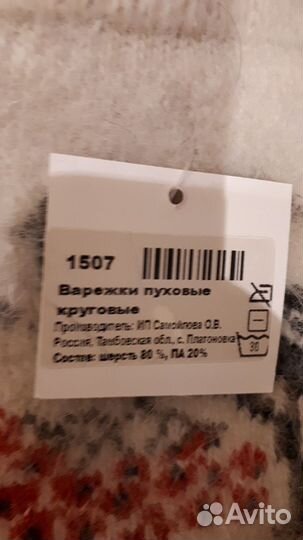 1507
Варежки пуховые
круговые
Производитель: ИП Самойлова О.В.
Россия, Тамбовская обл., с. Платоновка
Состав: шерсть 80 %, ПА 20%
30
Avito